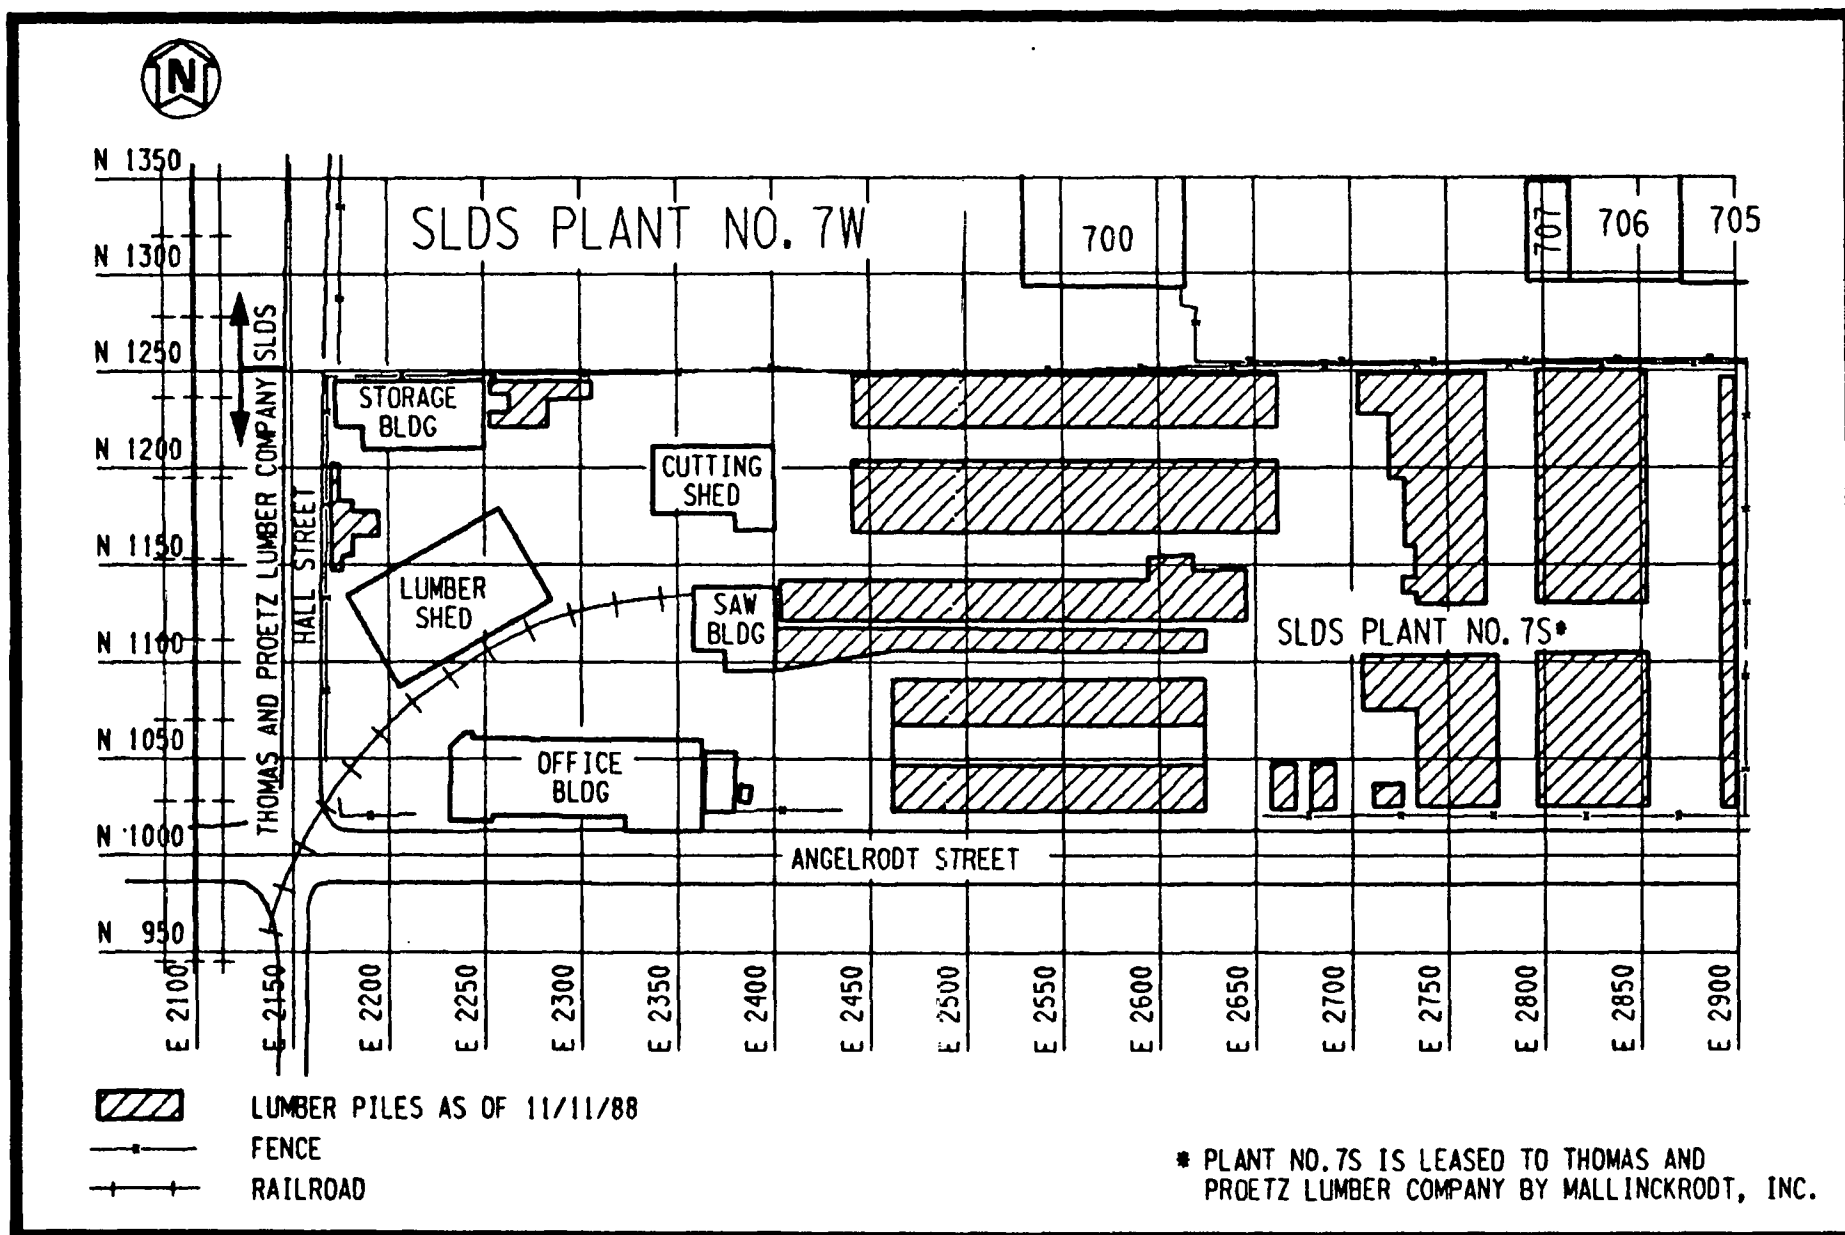 N
N 1350
SLDS PLANT NO. 7W
700
707
706
705
N 1300
SLDS
N 1250
STORAGE
BLDG
N 1200
CUTTING
SHED
THOMAS AND PROETZ LUMBER COMPANY
HALL STREET
N 1150
LUMBER
SHED
SAW
BLDG
N 1100
SLDS PLANT NO. 7S*
N 1050
OFFICE
BLDG
N 1000
ANGELRODT STREET
N 950
E 2100
E 2150
E 2200
E 2250
E 2300
E 2350
E 2400
E 2450
E 2500
E 2550
E 2600
E 2650
E 2700
E 2750
E 2800
E 2850
E 2900
LUMBER PILES AS OF 11/11/88
FENCE
RAILROAD
* PLANT NO. 7S IS LEASED TO THOMAS AND
PROETZ LUMBER COMPANY BY MALLINCKRODT, INC.